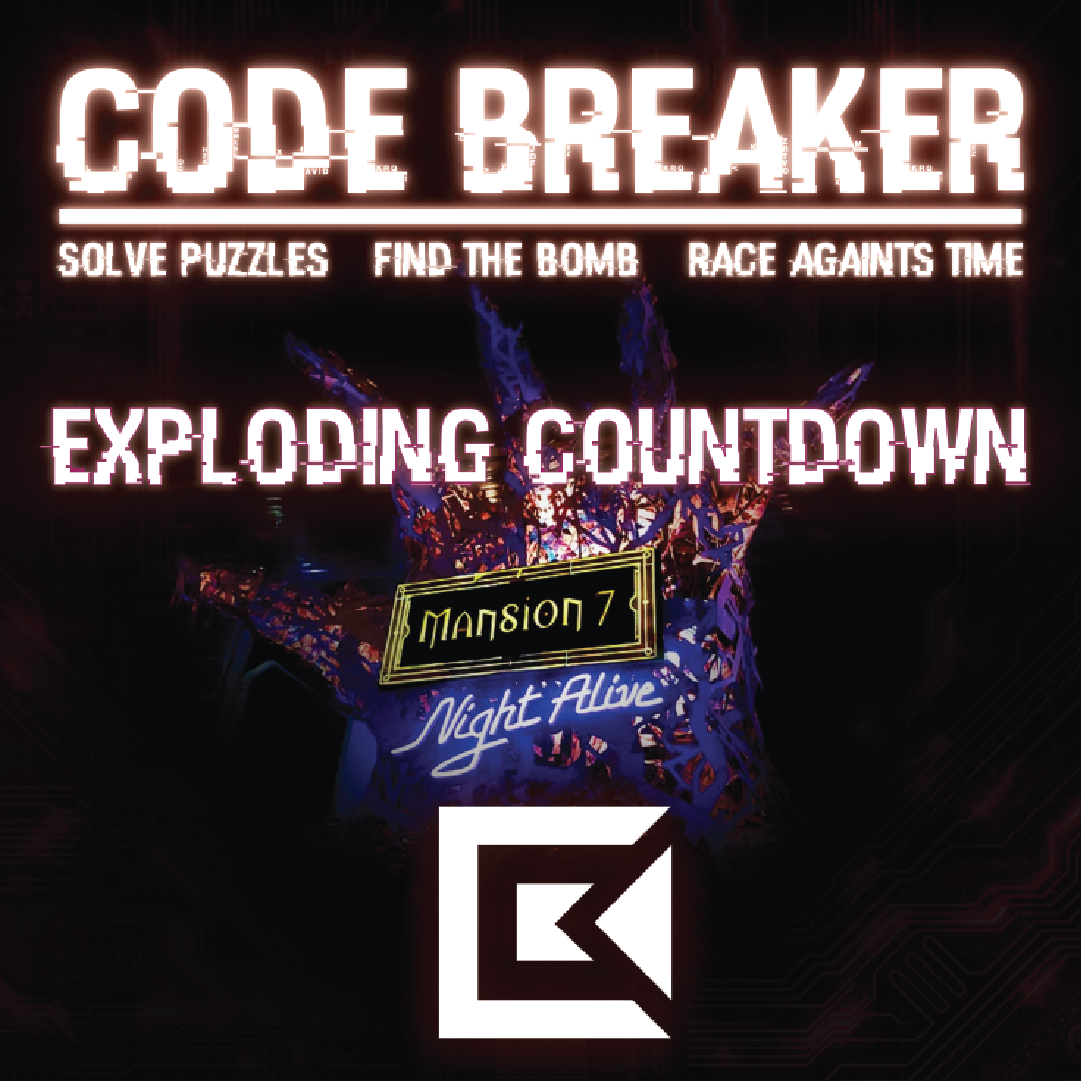 CODE BREAKER
SOLVE PUZZLES FIND THE BOMB RACE AGAINTS TIME
EXPLODING COUNTDOWN
MANSION 7
Night Alive